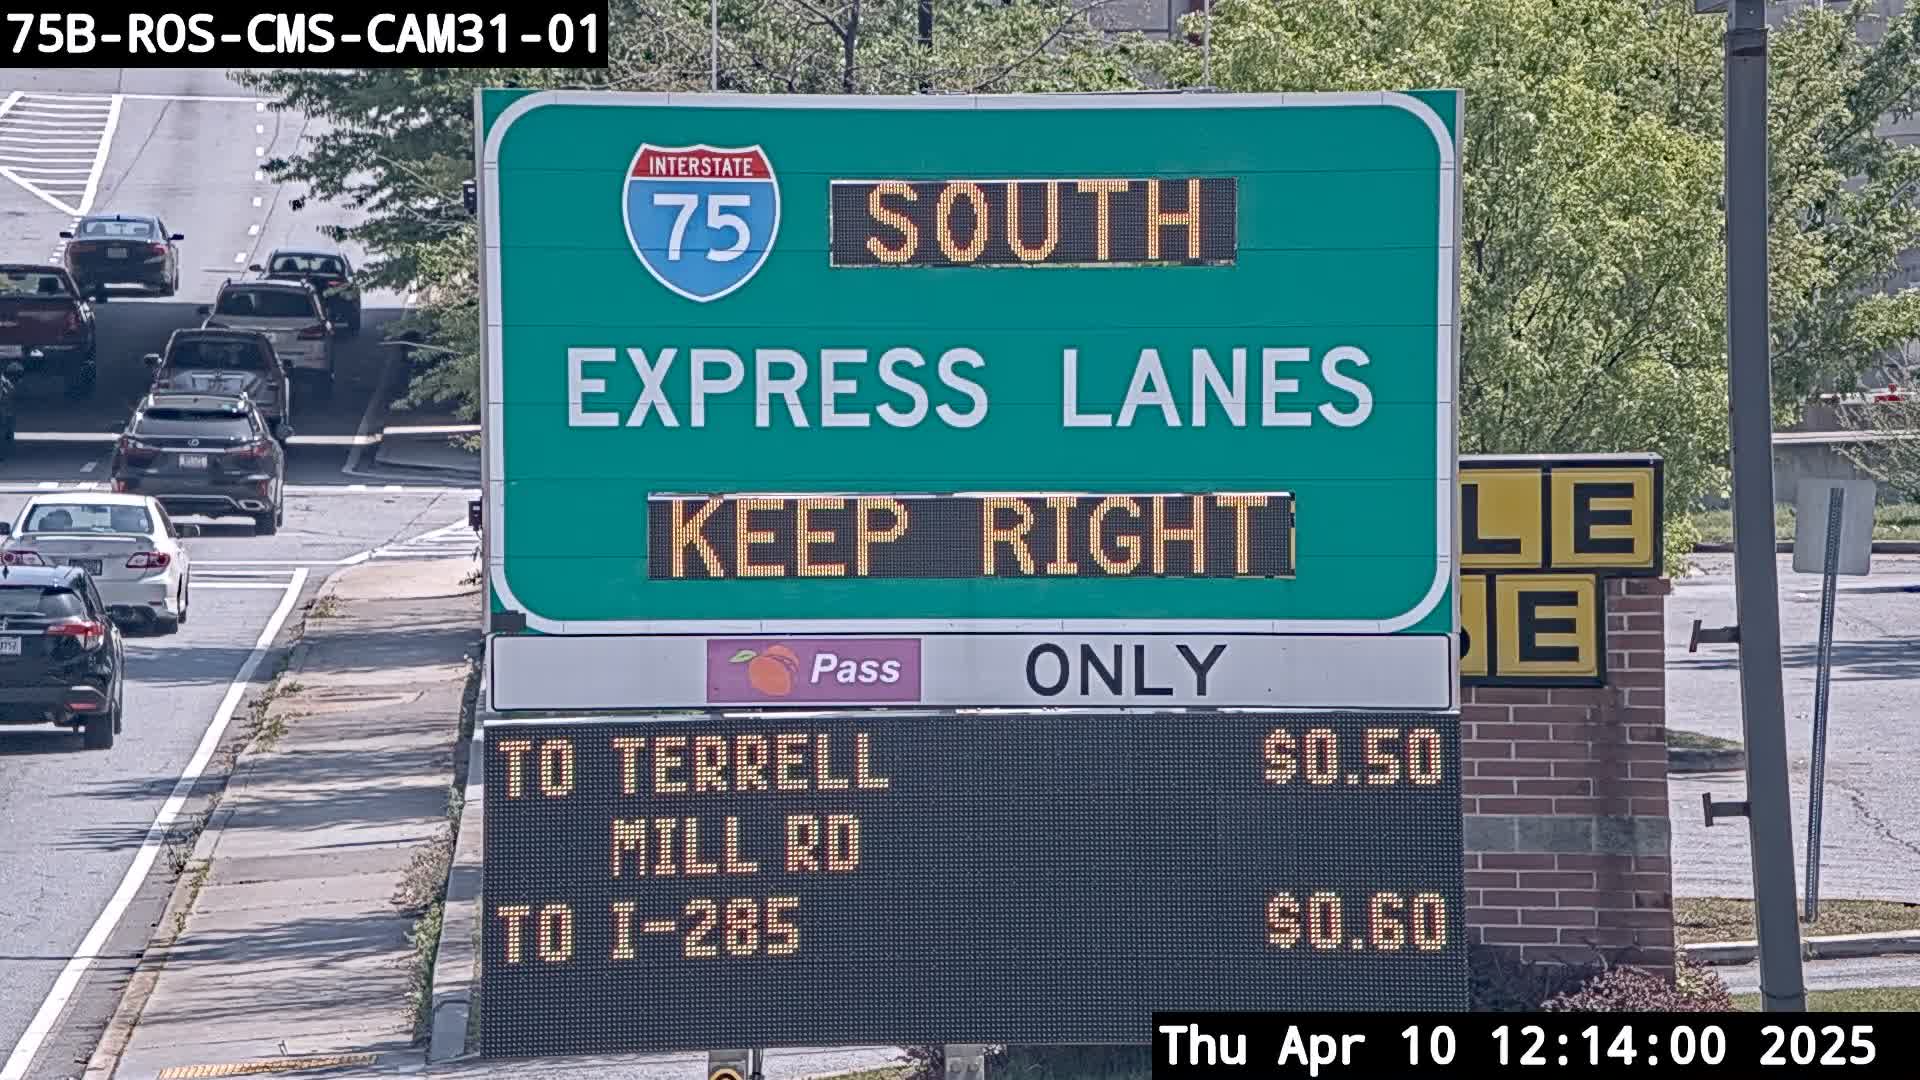 75B-ROS-CMS-CAM31-01
INTERSTATE
75
SOUTH
EXPRESS LANES
KEEP RIGHT
LE
E
Pass ONLY
TO TERRELL $0.50
MILL RD
TO I-285 $0.60
Thu Apr 10 12:14:00 2025